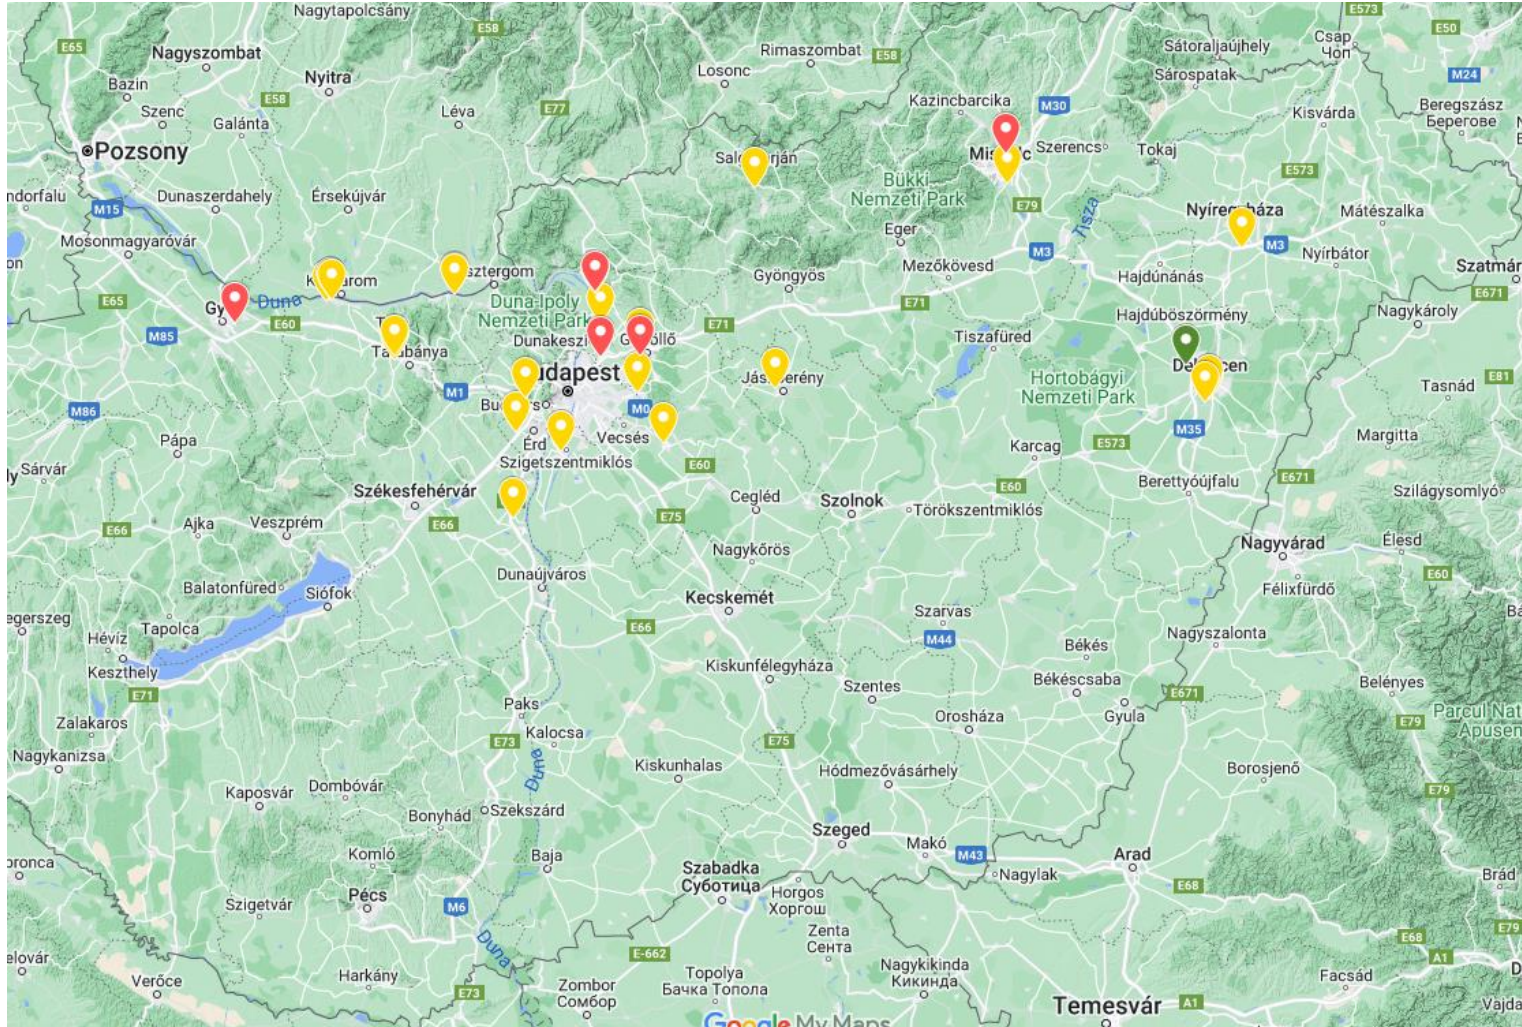 Nagytapolcsány
E58
E573
E50
E65
Nagyszombat
Rimaszombat
E58
Sátoraljaújhely
Csap
Чоп
Losonc
M24
Bazin
Nyitra
Sárospatak
Szenc
E58
E77
Kazincbarcika
M30
Kisvárda
Beregszász
Берегове
Galánta
Léva
Pozsony
Szerencs
Tokaj
E573
Bükki
Nemzeti Park
Dunaszerdahely
Érsekújvár
E79
Tisza
M15
Mátészalka
Mosonmagyaróvár
Eger
M3
M3
Nyírbátor
Gyöngyös
Mezőkövesd
Hajdúnánás
Szatmár
Duna
Duna-Ipoly
Nemzeti Park
E65
E60
E71
E71
E671
Nagykároly
Hajdúböszörmény
M85
Dunakeszi
Tiszafüred
Hortobágyi
Nemzeti Park
M1
M0
Tasnád
E81
M86
Pápa
Érd
Vecsés
M35
Margitta
Szigetszentmiklós
Karcag
E573
Sárvár
E60
E671
Székesfehérvár
Cegléd
Szolnok
E60
Berettyóújfalu
Szilágysomlyó
Törökszentmiklós
E66
Ajka
Veszprém
E66
E75
Nagyvárad
Élesd
Nagykőrös
E60
Balatonfüred
Siófok
Dunaújváros
Félixfürdő
Kecskemét
Szarvas
egerszeg
Tapolca
E66
M44
Nagyszalonta
Hévíz
Békés
Keszthely
Kiskunfélegyháza
Békéscsaba
E71
Szentes
E671
Belényes
Paks
Orosháza
Gyula
Parcul Nat
Apusen
Zalakaros
E79
Kalocsa
E73
E75
Nagykanizsa
Duna
Kiskunhalas
Hódmezővásárhely
Borosjenő
Kaposvár
Dombóvár
E79
Bonyhád
Szekszárd
Szeged
Makó
Komló
Baja
M43
Arad
Szabadka
Суботица
Nagylak
Brád
Pécs
E68
Szigetvár
M6
Horgos
Хоргош
E79
Duna
Zenta
Сента
E68
E-662
A1
Nagykikinda
Кикинда
Verőce
Harkány
Zombor
Сомбор
Topolya
Бачка Топола
Facsád
E73
Temesvár
A1
Vajda
Google My Maps